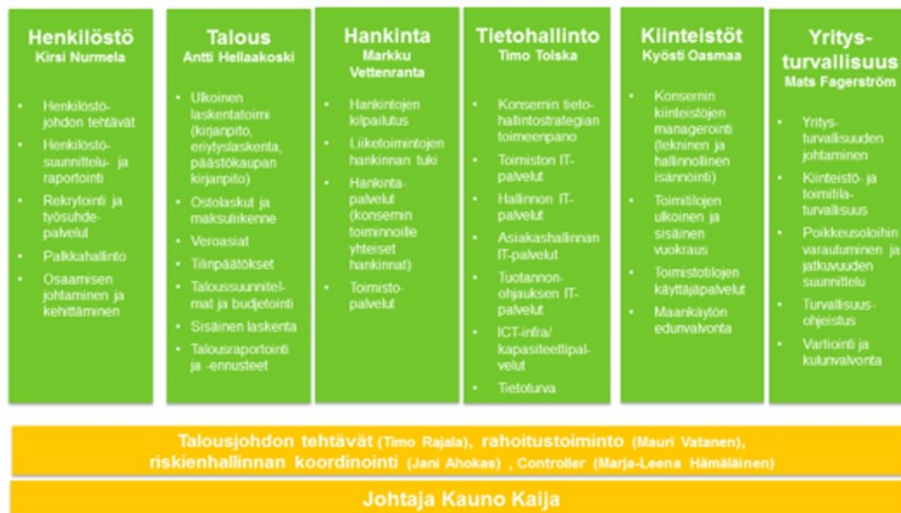 Henkilöstö
Kirsi Nurmela
• Henkilöstö-
johdon tehtävät
• Henkilöstö-
suunnittelu- ja
raportointi
• Rekrytointi ja
työsuhde-
palvelut
• Palkkahallinto
• Osaamisen
johtaminen ja
kehittäminen
Talous
Antti Hellaakoski
• Ulkoinen
laskentatoimi
(kirjanpito,
eriytyslaskenta,
päästökaupan
kirjanpito)
• Ostolaskut ja
maksuliikenne
• Veroasiat
• Tilinpäätökset
• Taloussuunnitel-
mat ja budjetointi
• Sisäinen laskenta
• Talousraportointi
ja -ennusteet
Hankinta
Markku
Vettenranta
• Hankintojen
kilpailutus
• Liiketoimintojen
hankinnan tuki
• Hankinta-
palvelut
(konsernin
toiminnoille
yhteiset
hankinnat)
• Toimisto-
palvelut
Tietohallinto
Timo Tolska
• Konsernin tieto-
hallintostrategian
toimeenpano
• Toimiston IT-
palvelut
• Hallinnon IT-
palvelut
• Asiakashallinnan
IT-palvelut
• Tuotannon-
ohjauksen IT-
palvelut
• ICT-infra/
kapasiteettipal-
velut
• Tietoturva
Kiinteistöt
Kyösti Oasmaa
• Konsernin
kiinteistöjen
managerointi
(tekninen ja
hallinnollinen
isännöinti)
• Toimitilojen
ulkoinen ja
sisäinen
vuokraus
• Toimistotilojen
käyttäjäpalvelut
• Maankäytön
edunvalvonta
Yritys-
turvallisuus
Mats Fagerström
• Yritys-
turvallisuuden
johtaminen
• Kiinteistö- ja
toimitila-
turvallisuus
• Poikkeusoloihin
varautuminen ja
jatkuvuuden
suunnittelu
• Turvallisuus-
ohjeistus
• Vartiointi ja
kulunvalvonta
Talousjohdon tehtävät (Timo Rajala), rahoitustoiminto (Mauri Vatanen),
riskienhallinnan koordinointi (Jani Ahokas) , Controller (Marja-Leena Hämäläinen)
Johtaja Kauno Kaija